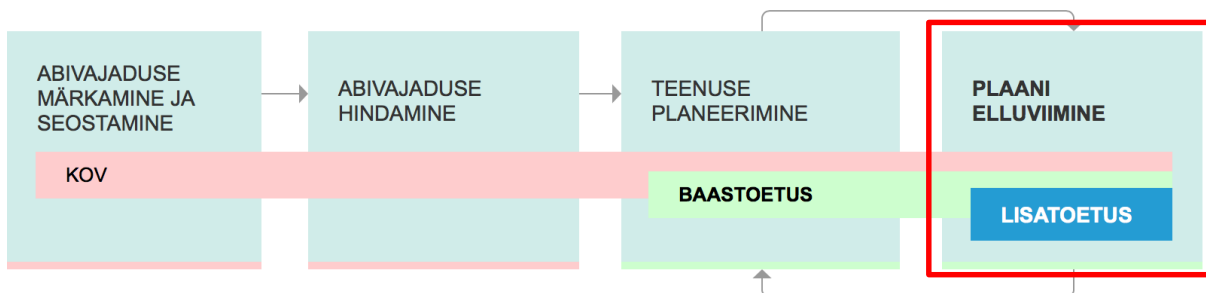 ABIVAJADUSE
MÄRKAMINE JA
SEOSTAMINE
ABIVAJADUSE
HINDAMINE
TEENUSE
PLANEERIMINE
PLAANI
ELLUVIIMINE
KOV
BAASTOETUS
LISATOETUS